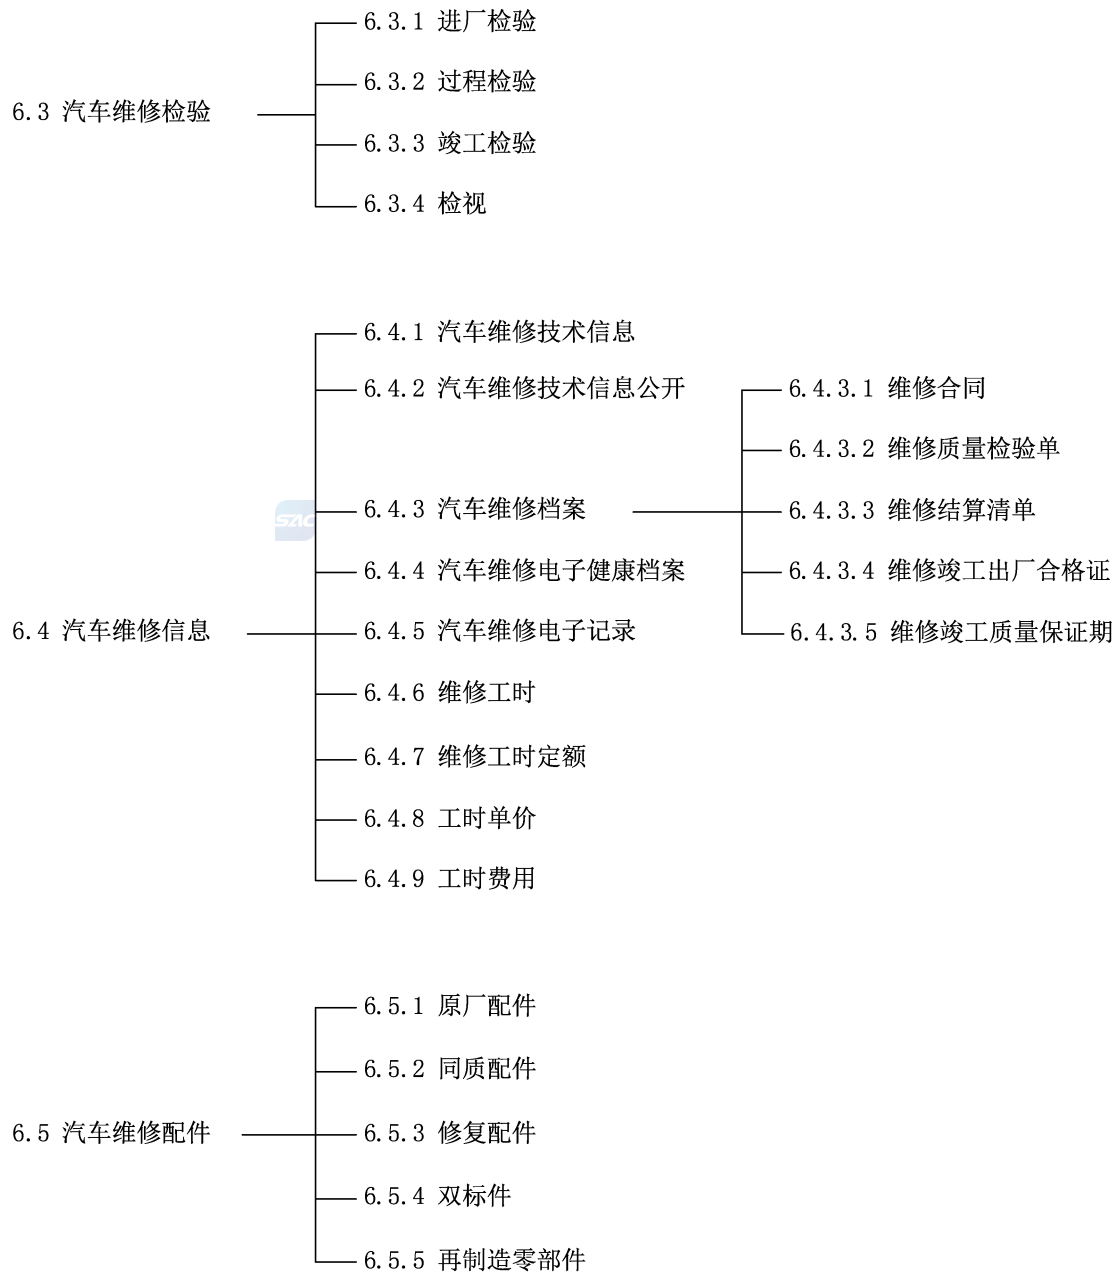 6.3 汽车维修检验
6.3.1 进厂检验
6.3.2 过程检验
6.3.3 竣工检验
6.3.4 检视
6.4 汽车维修信息
6.4.1 汽车维修技术信息
6.4.2 汽车维修技术信息公开
6.4.3 汽车维修档案
6.4.3.1 维修合同
6.4.3.2 维修质量检验单
6.4.3.3 维修结算清单
6.4.3.4 维修竣工出厂合格证
6.4.3.5 维修竣工质量保证期
6.4.4 汽车维修电子健康档案
6.4.5 汽车维修电子记录
6.4.6 维修工时
6.4.7 维修工时定额
6.4.8 工时单价
6.4.9 工时费用
SAC
6.5 汽车维修配件
6.5.1 原厂配件
6.5.2 同质配件
6.5.3 修复配件
6.5.4 双标件
6.5.5 再制造零部件